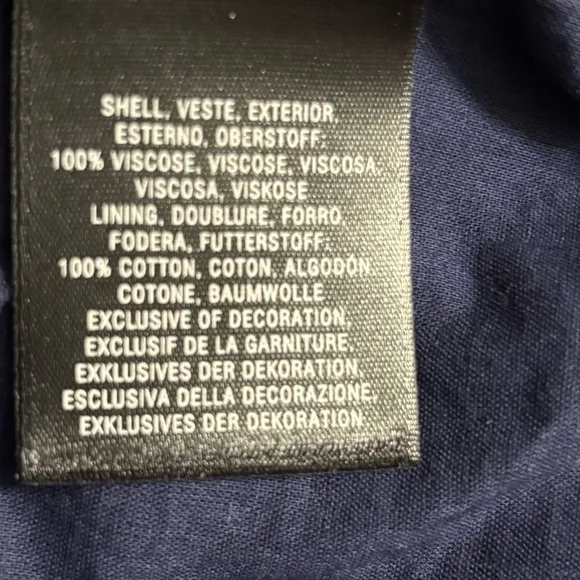 SHELL, VESTE, EXTERIOR,
ESTERNO, OBERSTOFF:
100% VISCOSE, VISCOSE, VISCOSA,
VISCOSA, VISKOSE
LINING, DOUBLURE, FORRO,
FODERA, FUTTERSTOFF:
100% COTTON, COTON, ALGODÓN,
COTONE, BAUMWOLLE
EXCLUSIVE OF DECORATION,
EXCLUSIF DE LA GARNITURE,
EXKLUSIVES DER DEKORATION,
ESCLUSIVA DELLA DECORAZIONE,
EXKLUSIVES DER DEKORATION